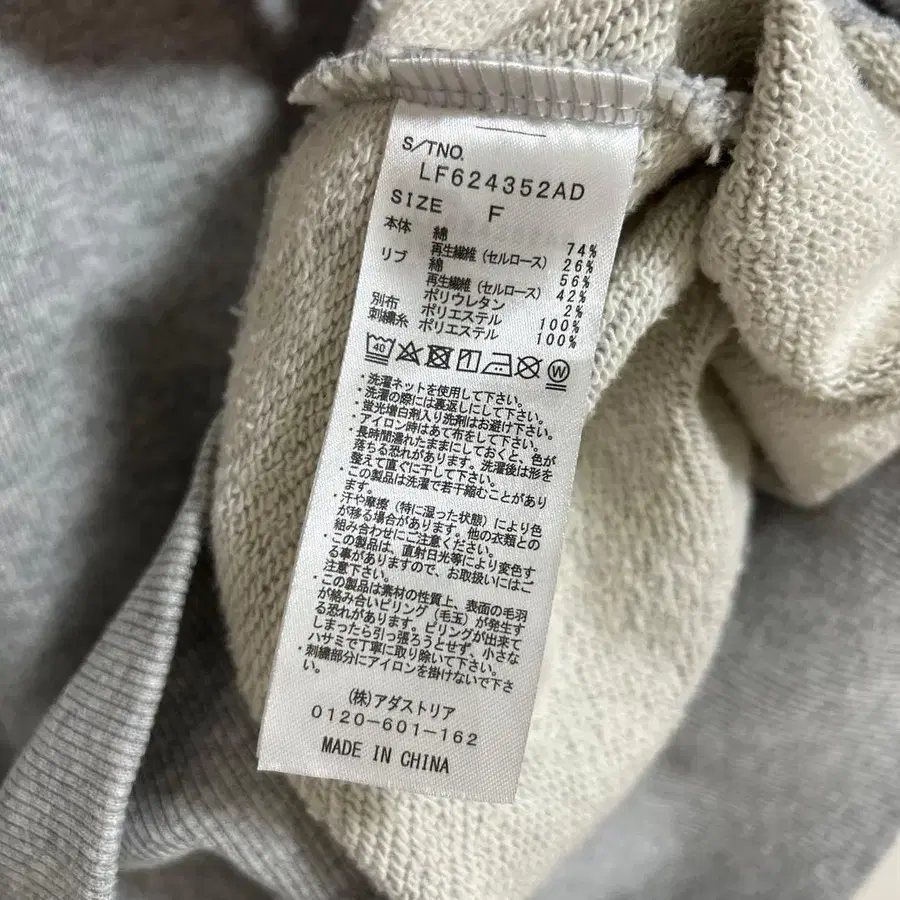 S/TNO.
LF624352AD
SIZE F
本体 綿 74%
再生繊維 (セルロース) 26%
リブ 綿 56%
再生繊維 (セルロース) 42%
ポリウレタン 2%
別布 ポリエステル 100%
刺繍糸 ポリエステル 100%
40
W
・洗濯ネットを使用して下さい。
・洗濯の際には裏返しにして下さい。
・蛍光増白剤入り洗剤はお避け下さい。
・アイロン時はあて布をして下さい。
・長時間濡れたままにしておくと、色が
落ちる恐れがあります。洗濯後は形を
整えて直ぐに干して下さい。
・この製品は洗濯で若干縮むことがあり
ます。
・汗や摩擦 (特に湿った状態) により色
が移る場合があります。他の衣類との
組み合わせにご注意ください。
・この製品は、直射日光等により変色す
る事がありますので、お取扱いにはご
注意下さい。
・この製品は素材の性質上、表面の毛羽
が絡み合いピリング (毛玉) が発生す
る恐れがあります。ピリングが出来て
しまったら引っ張ろうとせず、小さな
ハサミで丁寧に取り除いて下さい。
・刺繍部分にアイロンを掛けないで下さ
い。
(株) アダストリア
0120-601-162
MADE IN CHINA